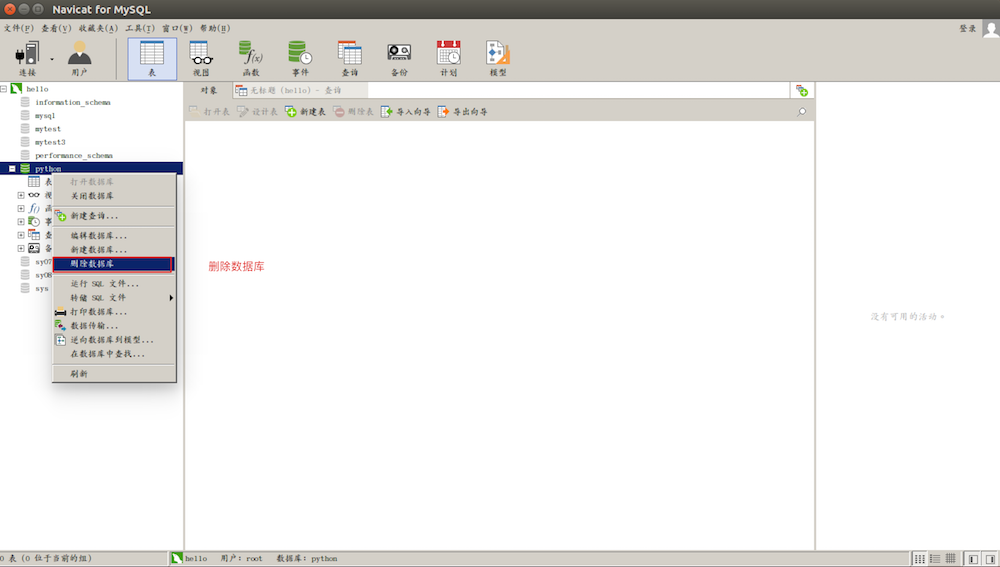 Navicat for MySQL
文件(F) 查看(V) 收藏夹(A) 工具(T) 窗口(W) 帮助(H) 登录
连接 用户 表 视图 函数 事件 查询 备份 计划 模型
hello
information_schema
mysql
mytest
mytest3
performance_schema
python
表
视
函
事
查
备
sy07
sy08
sys
对象 无标题 (hello) - 查询
打开表 设计表 新建表 删除表 导入向导 导出向导
打开数据库
关闭数据库
新建查询...
编辑数据库...
新建数据库...
删除数据库
运行 SQL 文件...
转储 SQL 文件
打印数据库...
数据传输...
逆向数据库到模型...
在数据库中查找...
刷新
删除数据库
没有可用的活动。
0 表 (0 位于当前的组) hello 用户: root 数据库: python